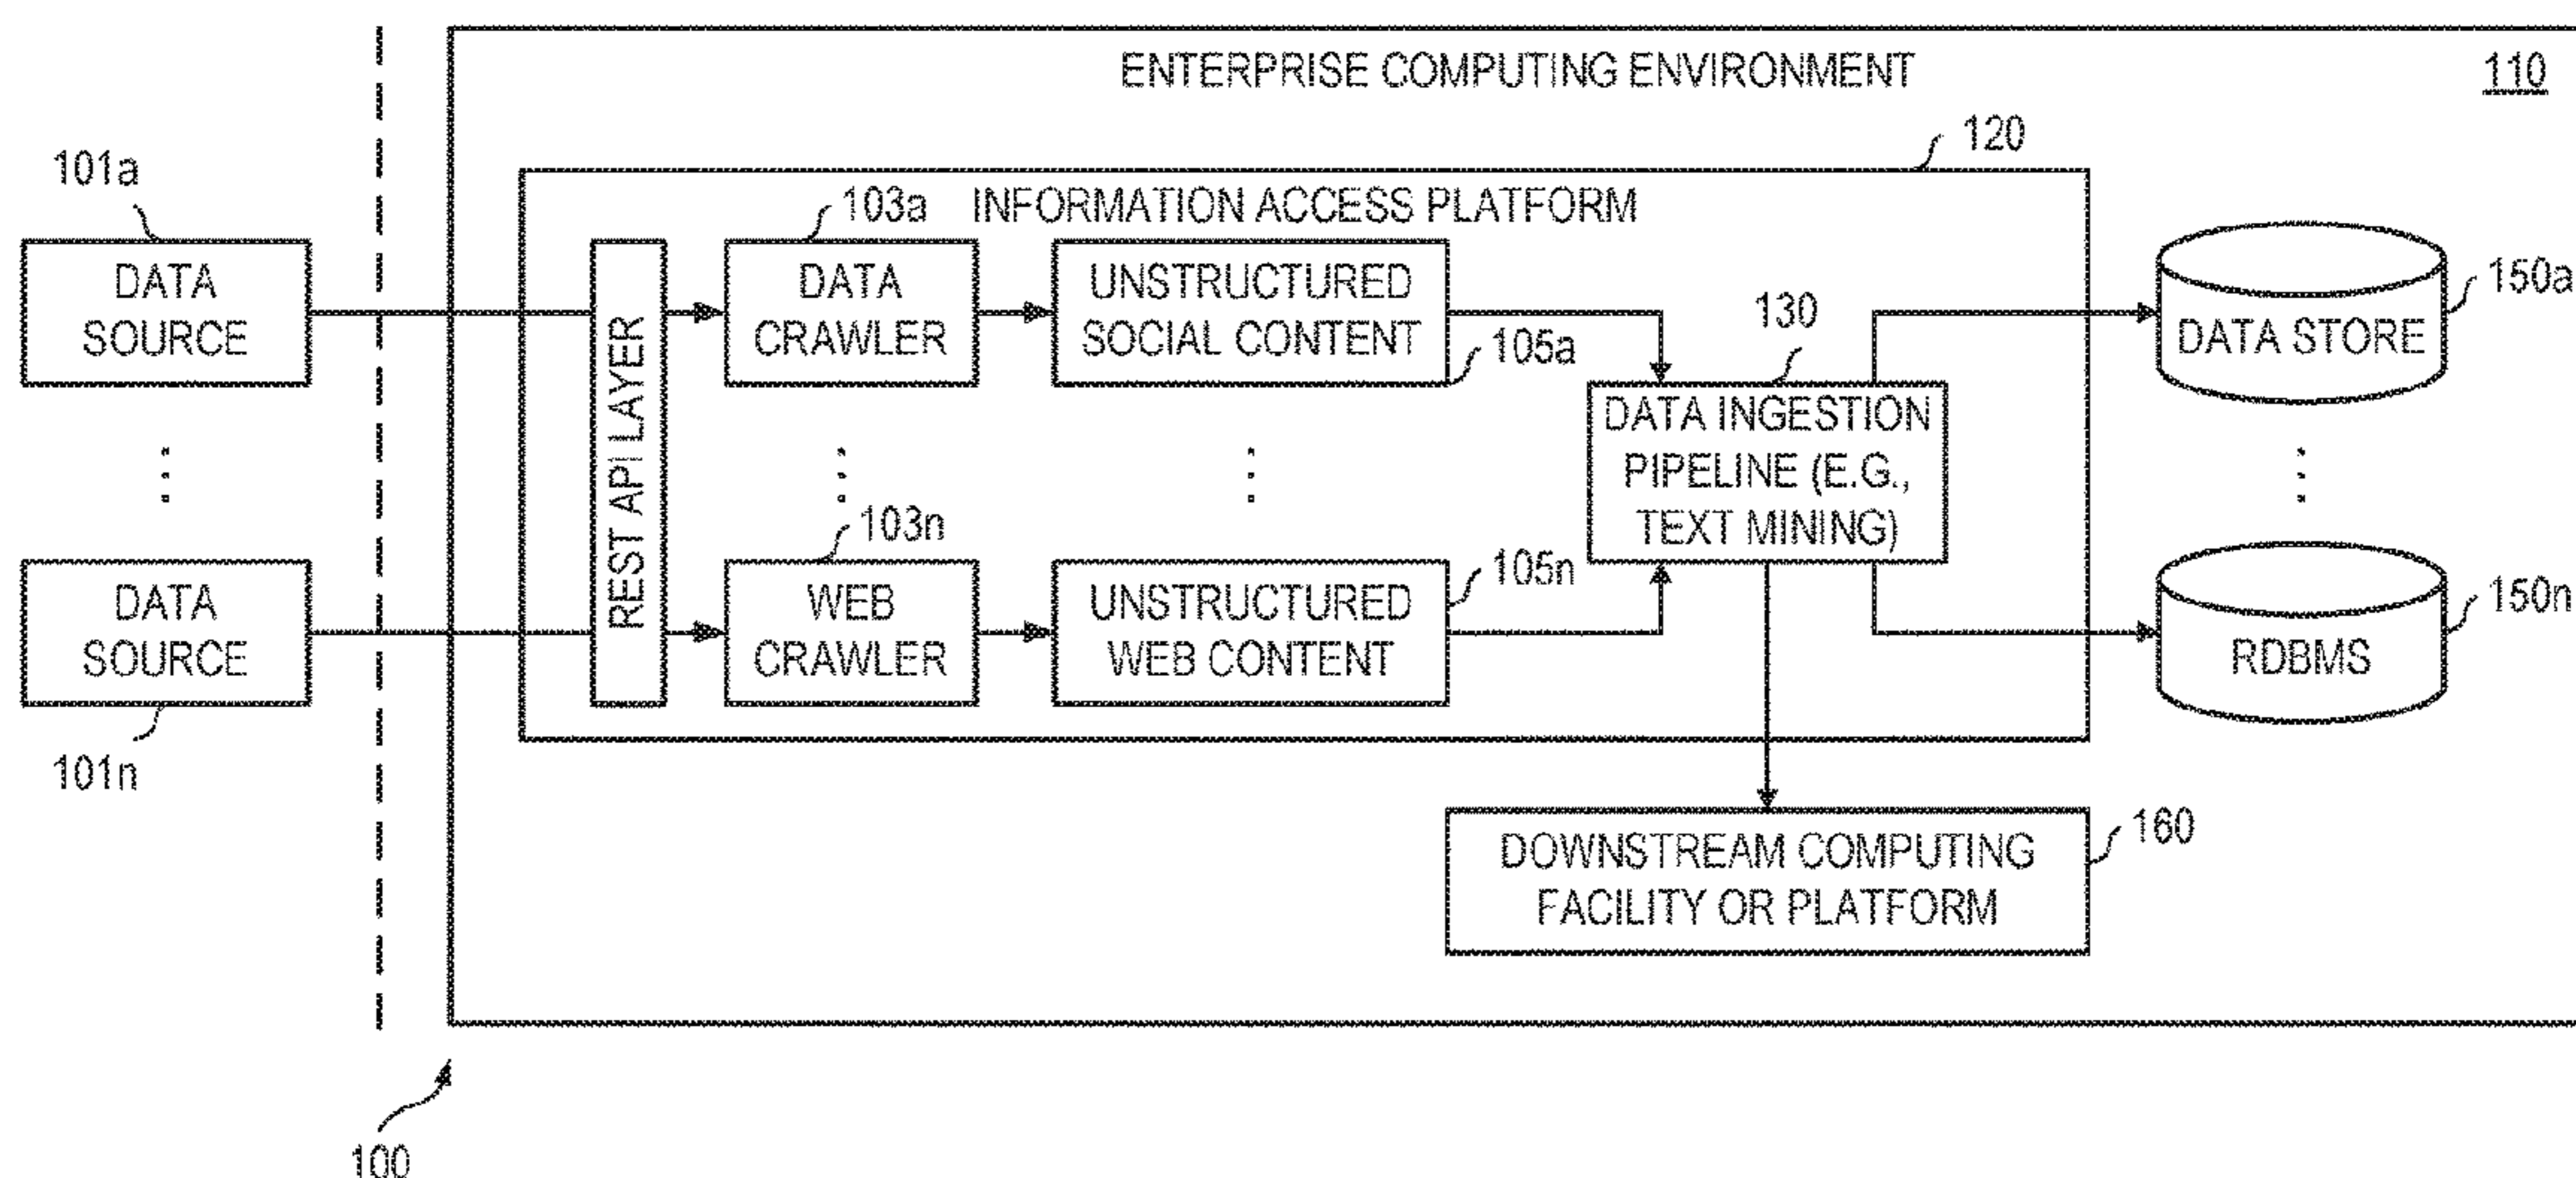 ENTERPRISE COMPUTING ENVIRONMENT
110
120
101a
INFORMATION ACCESS PLATFORM
103a
DATA
SOURCE
REST API LAYER
DATA
CRAWLER
UNSTRUCTURED
SOCIAL CONTENT
105a
130
DATA INGESTION
PIPELINE (E.G.,
TEXT MINING)
DATA STORE
150a
103n
DATA
SOURCE
101n
WEB
CRAWLER
UNSTRUCTURED
WEB CONTENT
105n
RDBMS
150n
DOWNSTREAM COMPUTING
FACILITY OR PLATFORM
160
100